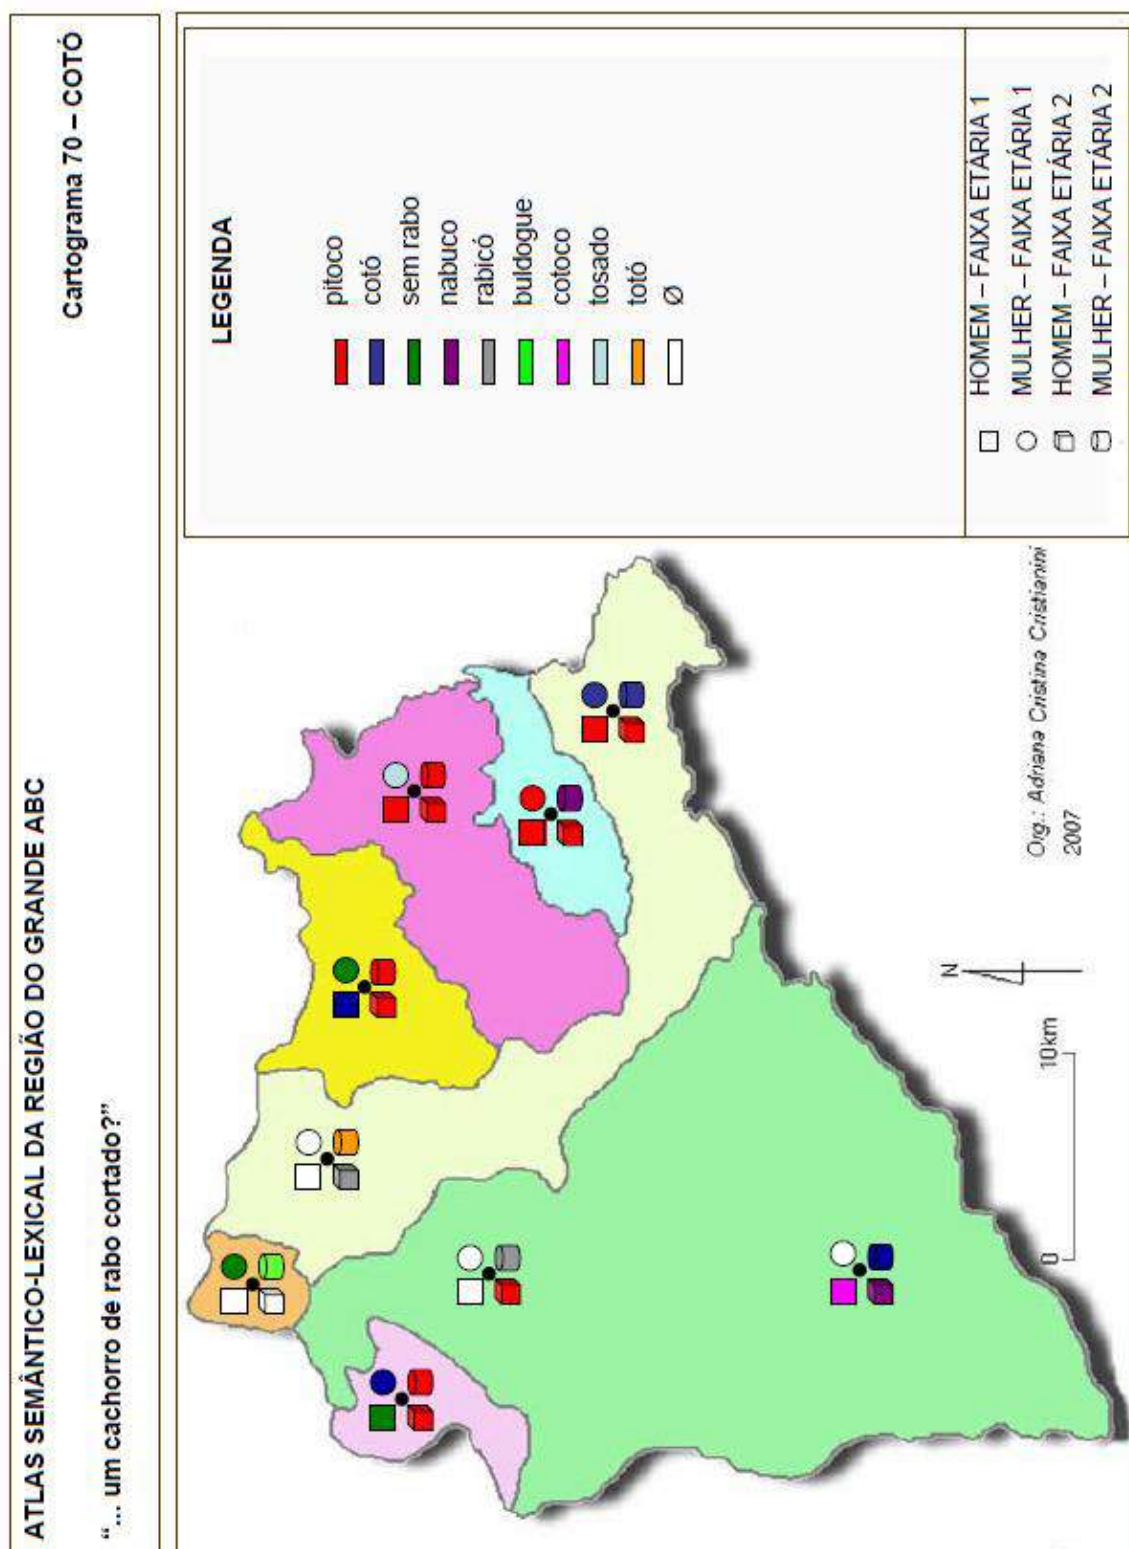 ATLAS SEMÂNTICO-LEXICAL DA REGIÃO DO GRANDE ABC
Cartograma 70 – COTÓ
“... um cachorro de rabo cortado?”
LEGENDA
pitoco
cotó
sem rabo
nabuco
rabicó
buldogue
cotoco
tosado
totó
Ø
HOMEM – FAIXA ETÁRIA 1
MULHER – FAIXA ETÁRIA 1
HOMEM – FAIXA ETÁRIA 2
MULHER – FAIXA ETÁRIA 2
N
0 10km
Org.: Adriana Cristina Cristianini
2007